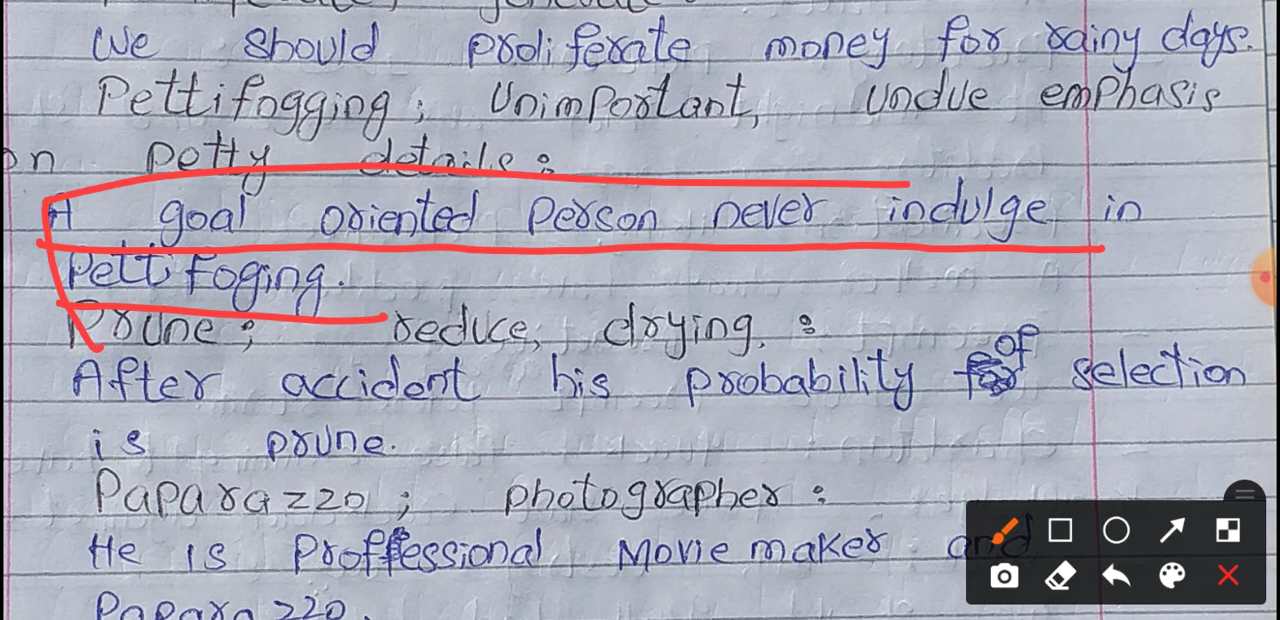 We should proliferate money for rainy days.
Pettifogging; Unimportant, undue emphasis
on petty details:
A goal oriented Person never indulge in
Pettifoging.
Prune; reduce, drying. :
After accident his probability of selection
is prune.
Paparazzo; photographer:
He is Proffessional Movie maker and
Paparazzo.